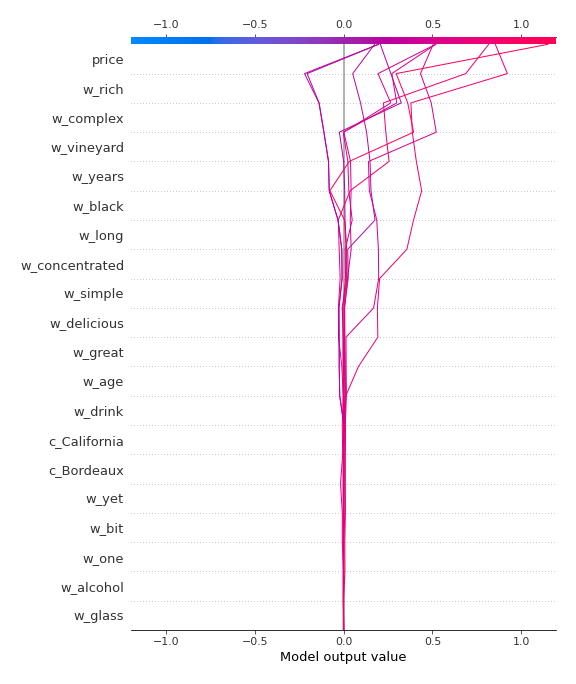 −1.0 −0.5 0.0 0.5 1.0
price
w_rich
w_complex
w_vineyard
w_years
w_black
w_long
w_concentrated
w_simple
w_delicious
w_great
w_age
w_drink
c_California
c_Bordeaux
w_yet
w_bit
w_one
w_alcohol
w_glass
−1.0 −0.5 0.0 0.5 1.0
Model output value